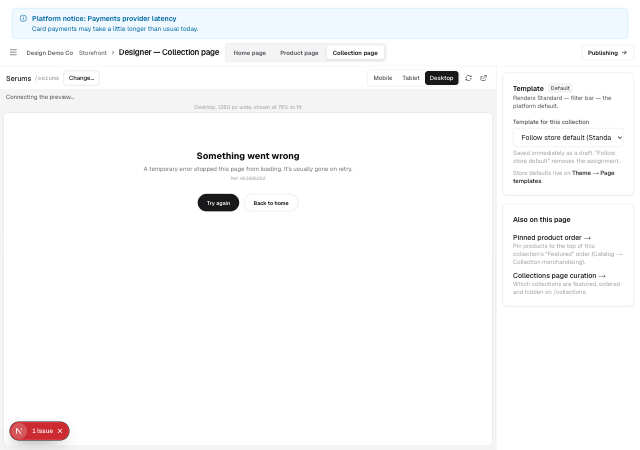 Platform notice: Payments provider latency
Card payments may take a little longer than usual today.
Design Demo Co Storefront > Designer — Collection page Home page Product page Collection page Publishing →
Serums /serums Change… Mobile Tablet Desktop
Connecting the preview…
Desktop, 1,280 px wide, shown at 76% to fit
Something went wrong
A temporary error stopped this page from loading. It's usually gone on retry.
Try again Back to home
1 Issue ×
Template Default
Renders Standard — filter bar — the
platform default.
Template for this collection
Follow store default (Standa
Saved immediately as a draft. "Follow
store default" removes the assignment.
Store defaults live on Theme → Page
templates
Also on this page
Pinned product order →
Pin products to the top of this
collection's "Featured" order (Catalog →
Collection merchandising).
Collections page curation →
Which collections are featured, ordered
and hidden on /collections.